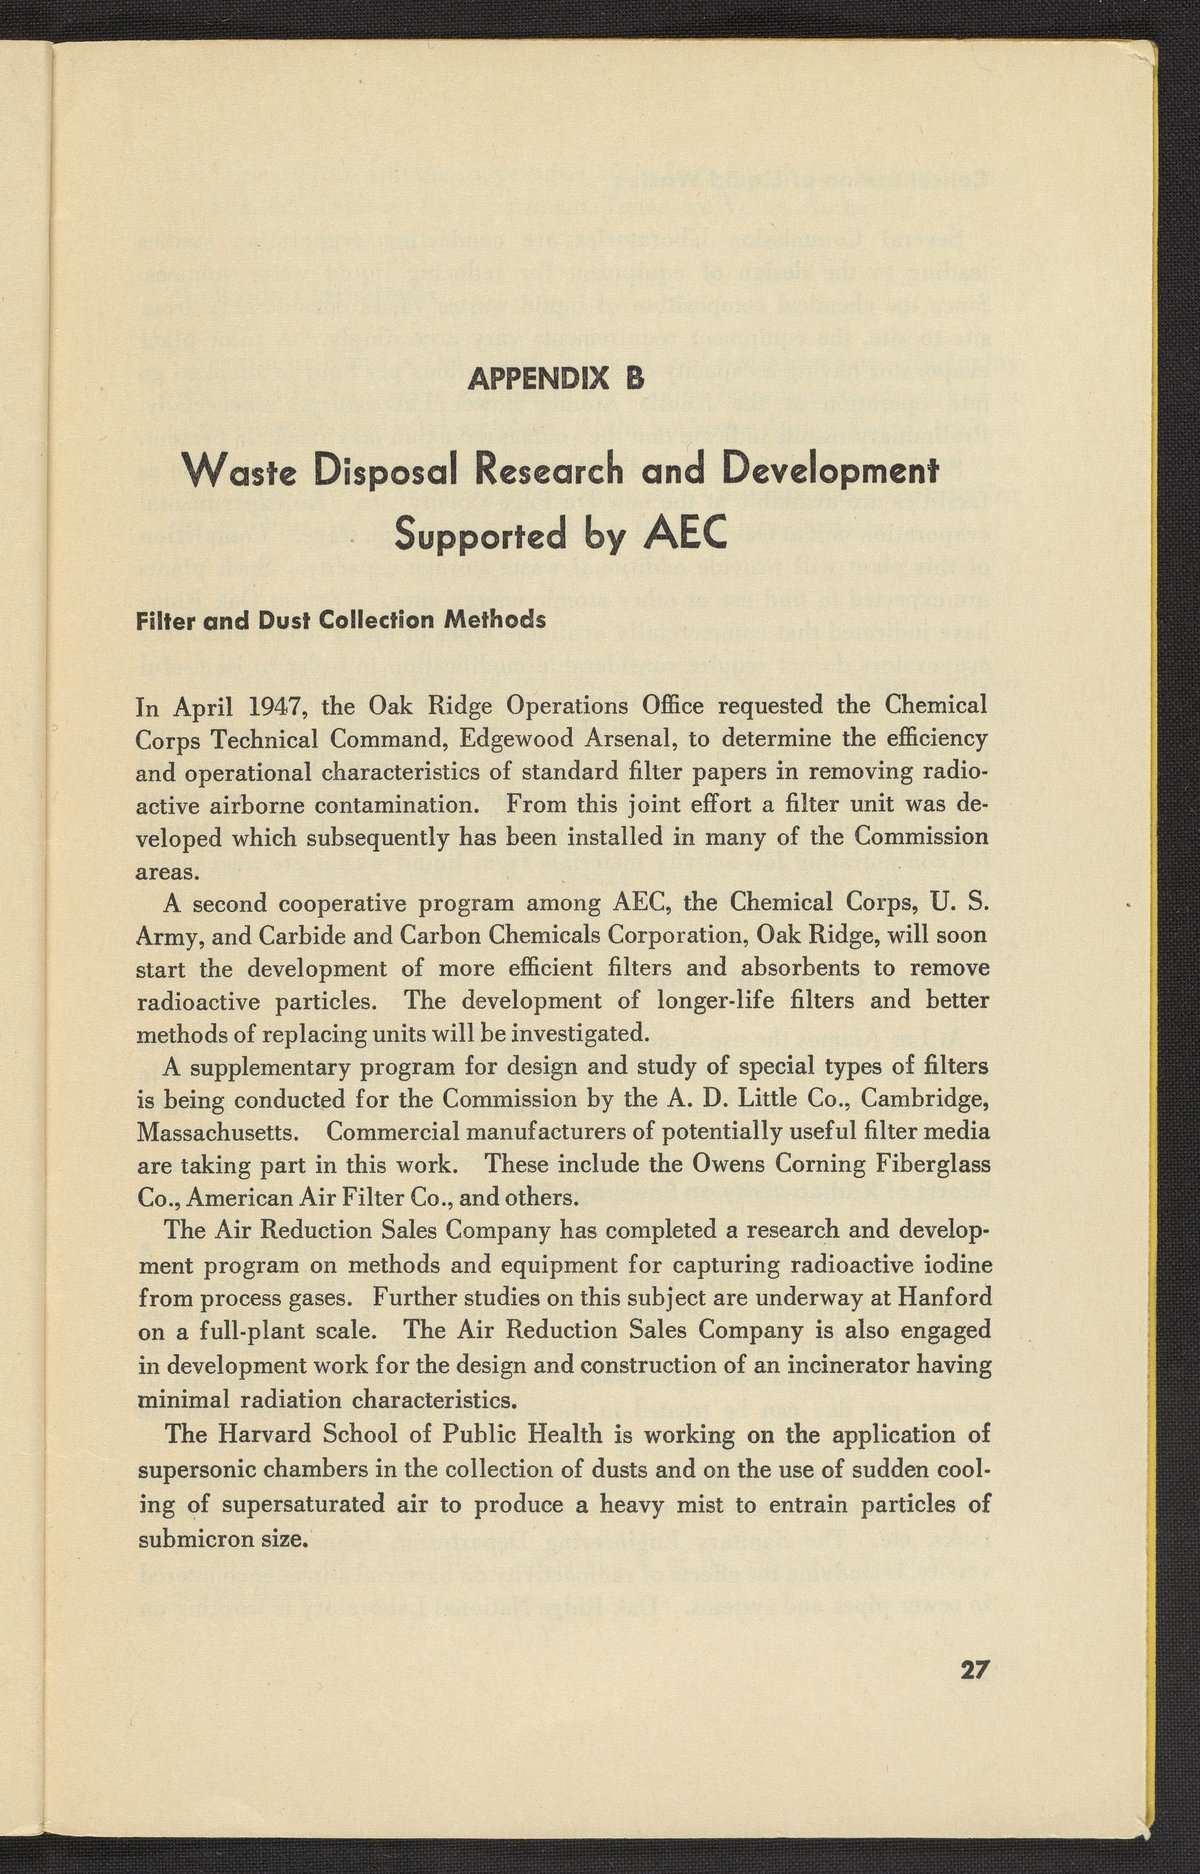 APPENDIX B
Waste Disposal Research and Development
Supported by AEC
Filter and Dust Collection Methods
In April 1947, the Oak Ridge Operations Office requested the Chemical
Corps Technical Command, Edgewood Arsenal, to determine the efficiency
and operational characteristics of standard filter papers in removing radio-
active airborne contamination. From this joint effort a filter unit was de-
veloped which subsequently has been installed in many of the Commission
areas.
A second cooperative program among AEC, the Chemical Corps, U. S.
Army, and Carbide and Carbon Chemicals Corporation, Oak Ridge, will soon
start the development of more efficient filters and absorbents to remove
radioactive particles. The development of longer-life filters and better
methods of replacing units will be investigated.
A supplementary program for design and study of special types of filters
is being conducted for the Commission by the A. D. Little Co., Cambridge,
Massachusetts. Commercial manufacturers of potentially useful filter media
are taking part in this work. These include the Owens Corning Fiberglass
Co., American Air Filter Co., and others.
The Air Reduction Sales Company has completed a research and develop-
ment program on methods and equipment for capturing radioactive iodine
from process gases. Further studies on this subject are underway at Hanford
on a full-plant scale. The Air Reduction Sales Company is also engaged
in development work for the design and construction of an incinerator having
minimal radiation characteristics.
The Harvard School of Public Health is working on the application of
supersonic chambers in the collection of dusts and on the use of sudden cool-
ing of supersaturated air to produce a heavy mist to entrain particles of
submicron size.
27